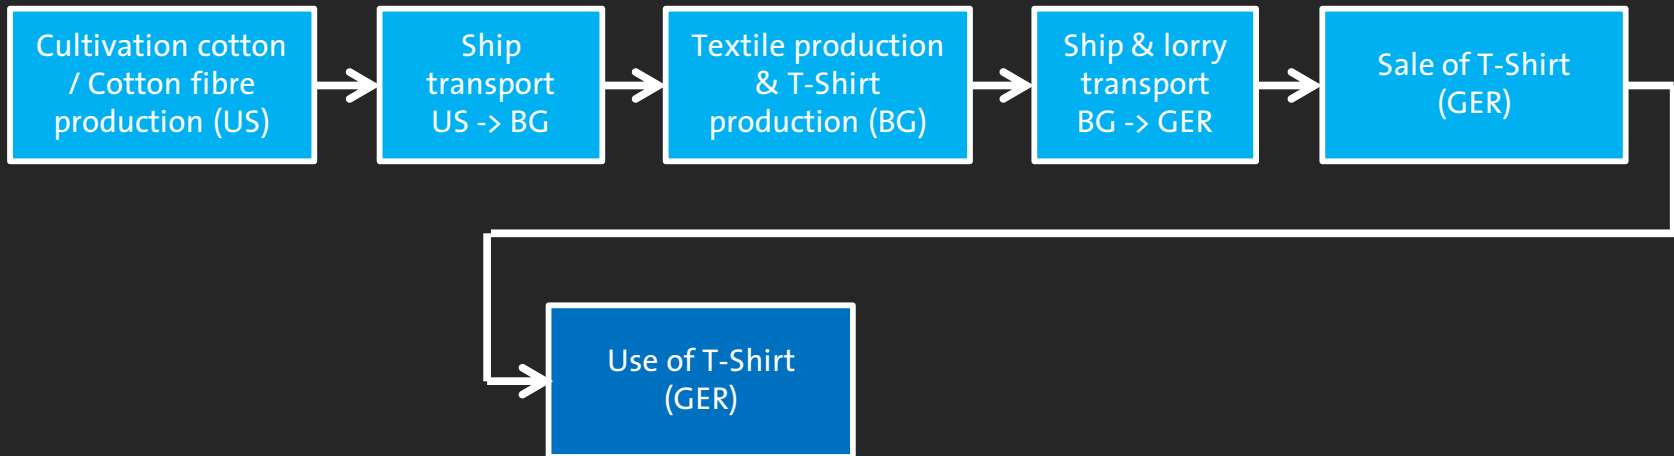 Cultivation cotton
/ Cotton fibre
production (US)
Ship
transport
US -> BG
Textile production
& T-Shirt
production (BG)
Ship & lorry
transport
BG -> GER
Sale of T-Shirt
(GER)
Use of T-Shirt
(GER)